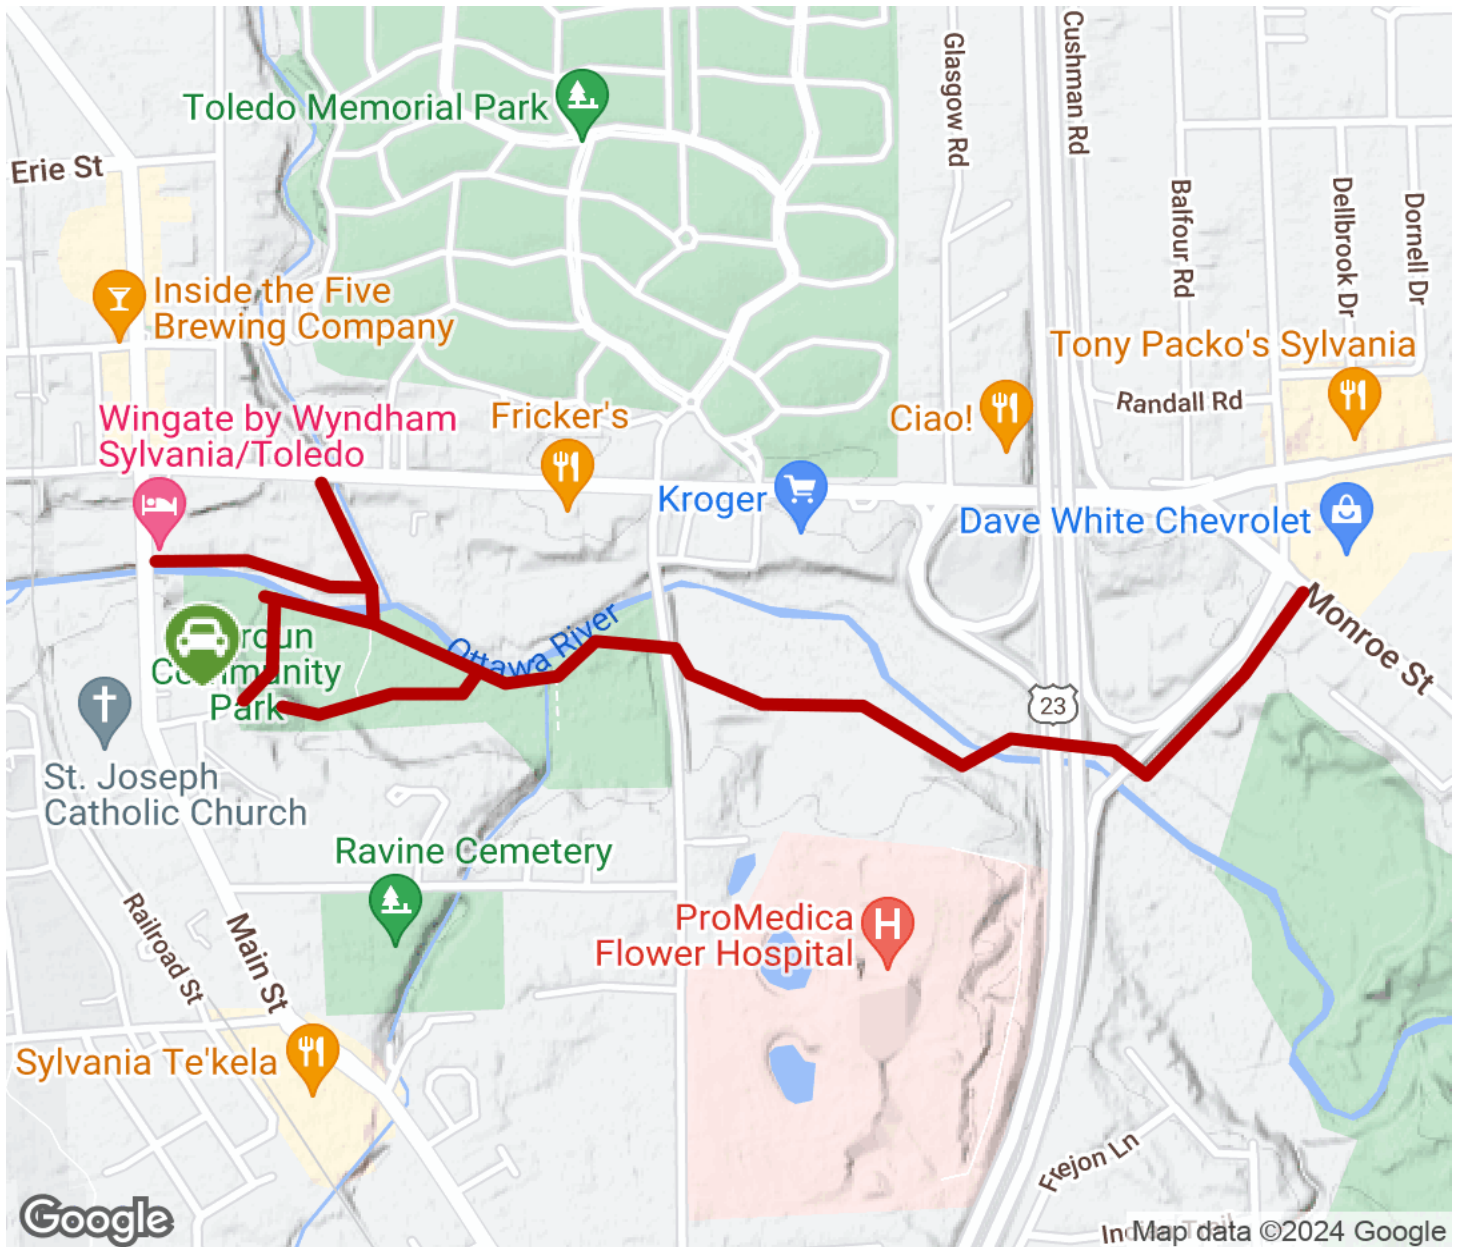 Toledo Memorial Park
Glasgow Rd
Cushman Rd
Erie St
Balfour Rd
Dellbrook Dr
Dornell Dr
Inside the Five
Brewing Company
Tony Packo's Sylvania
Randall Rd
Wingate by Wyndham
Sylvania/Toledo
Fricker's
Ciao!
Kroger
Dave White Chevrolet
Monroe St
Ottawa River
Community
Park
23
St. Joseph
Catholic Church
Ravine Cemetery
Railroad St
Main St
ProMedica
Flower Hospital
H
Sylvania Te'kela
Google
Map data ©2024 Google